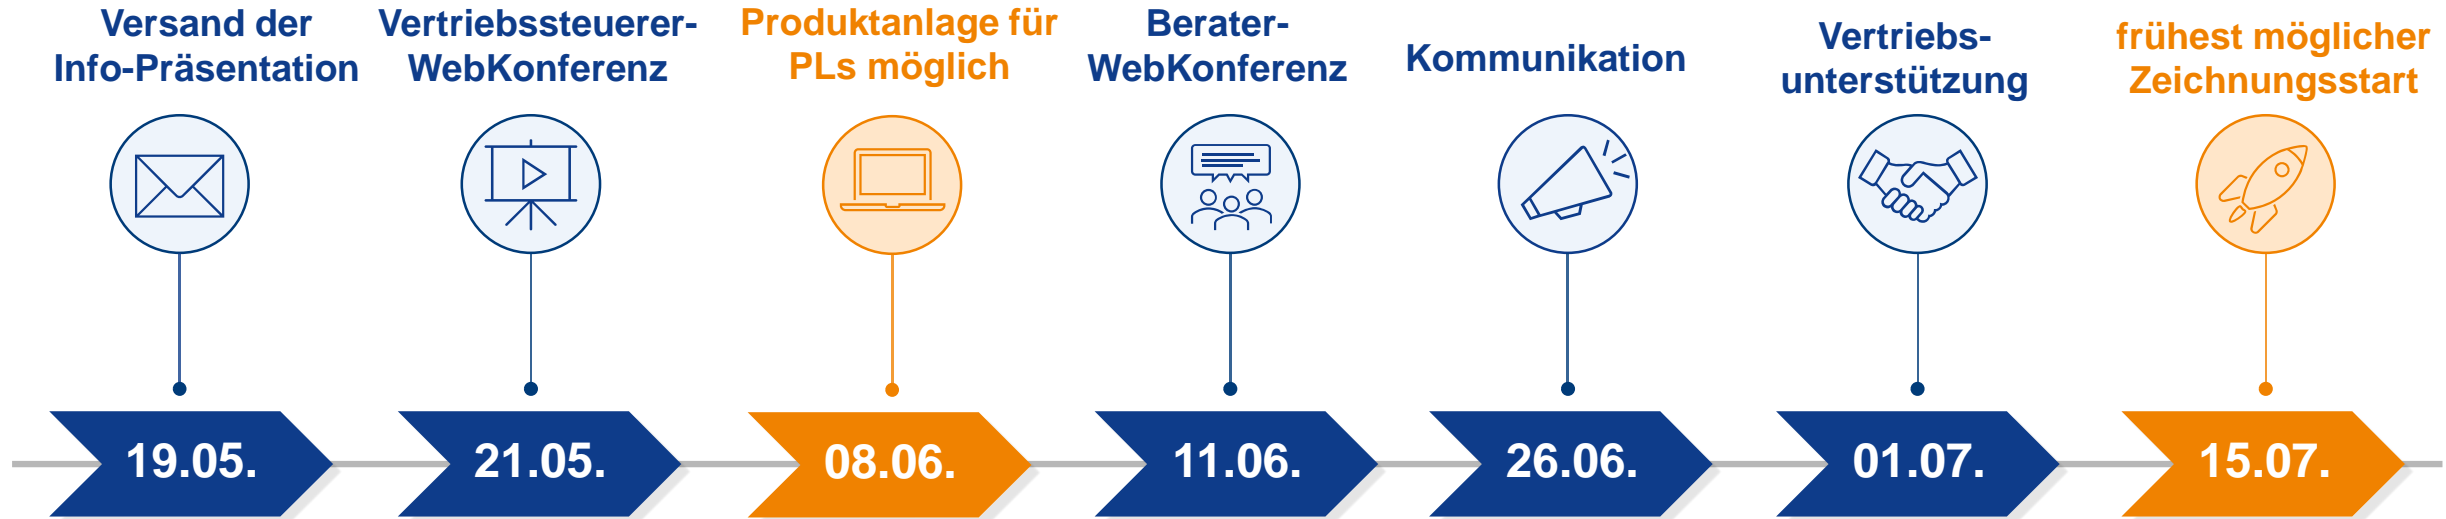 Versand der
Info-Präsentation
Vertriebssteuerer-
WebKonferenz
Produktanlage für
PLs möglich
Berater-
WebKonferenz
Kommunikation
Vertriebs-
unterstützung
frühest möglicher
Zeichnungsstart
19.05.
21.05.
08.06.
11.06.
26.06.
01.07.
15.07.